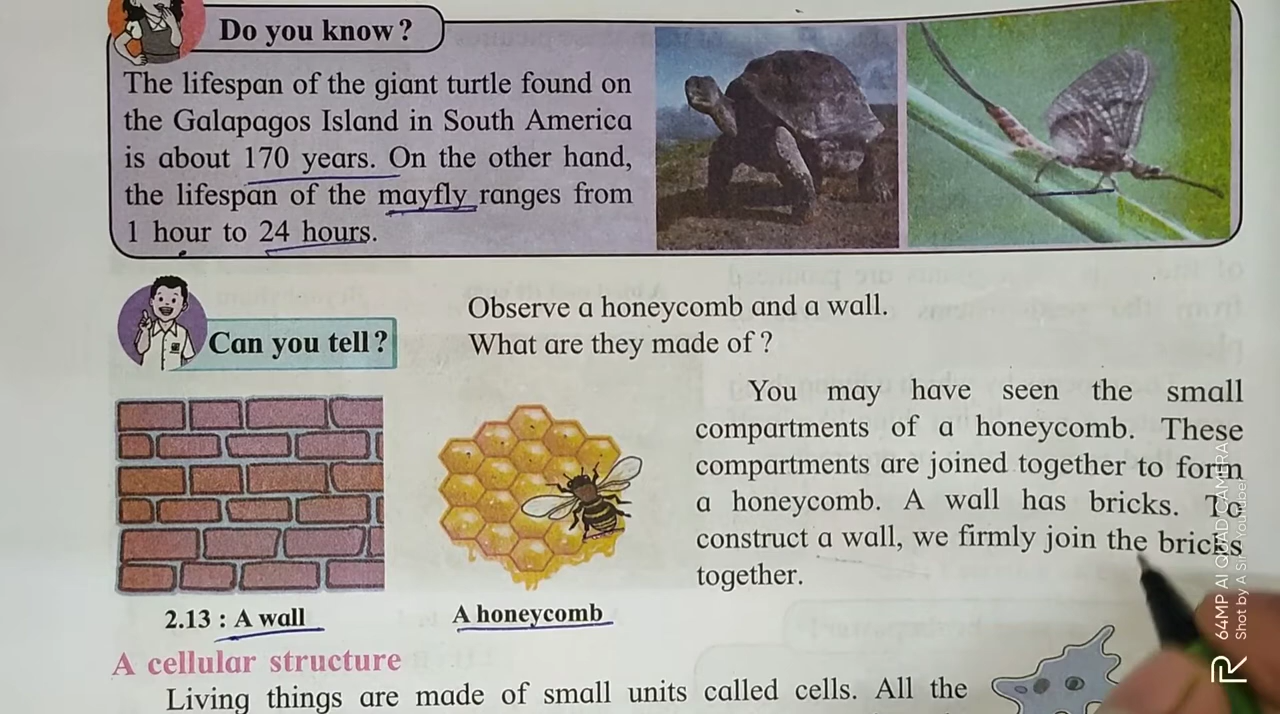 Do you know ?
The lifespan of the giant turtle found on
the Galapagos Island in South America
is about 170 years. On the other hand,
the lifespan of the mayfly ranges from
1 hour to 24 hours.
Can you tell ?
Observe a honeycomb and a wall.
What are they made of ?
You may have seen the small
compartments of a honeycomb. These
compartments are joined together to form
a honeycomb. A wall has bricks. To
construct a wall, we firmly join the bricks
together.
2.13 : A wall
A honeycomb
A cellular structure
Living things are made of small units called cells. All the
64MP AI QUAD CAMERA
Shot by A Sir - Youtuber